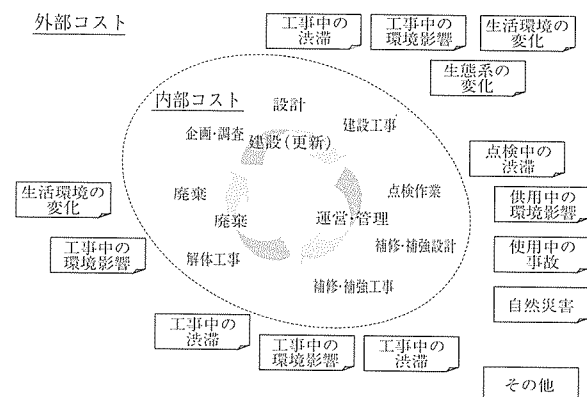 外部コスト
工事中の
渋滞
工事中の
環境影響
生活環境の
変化
生態系の
変化
内部コスト
設計
企画・調査
建設(更新)
建設工事
点検中の
渋滞
廃棄
廃棄
点検作業
運営・管理
生活環境の
変化
供用中の
環境影響
工事中の
環境影響
解体工事
補修・補強設計
使用中の
事故
補修・補強工事
自然災害
工事中の
渋滞
工事中の
環境影響
工事中の
渋滞
その他